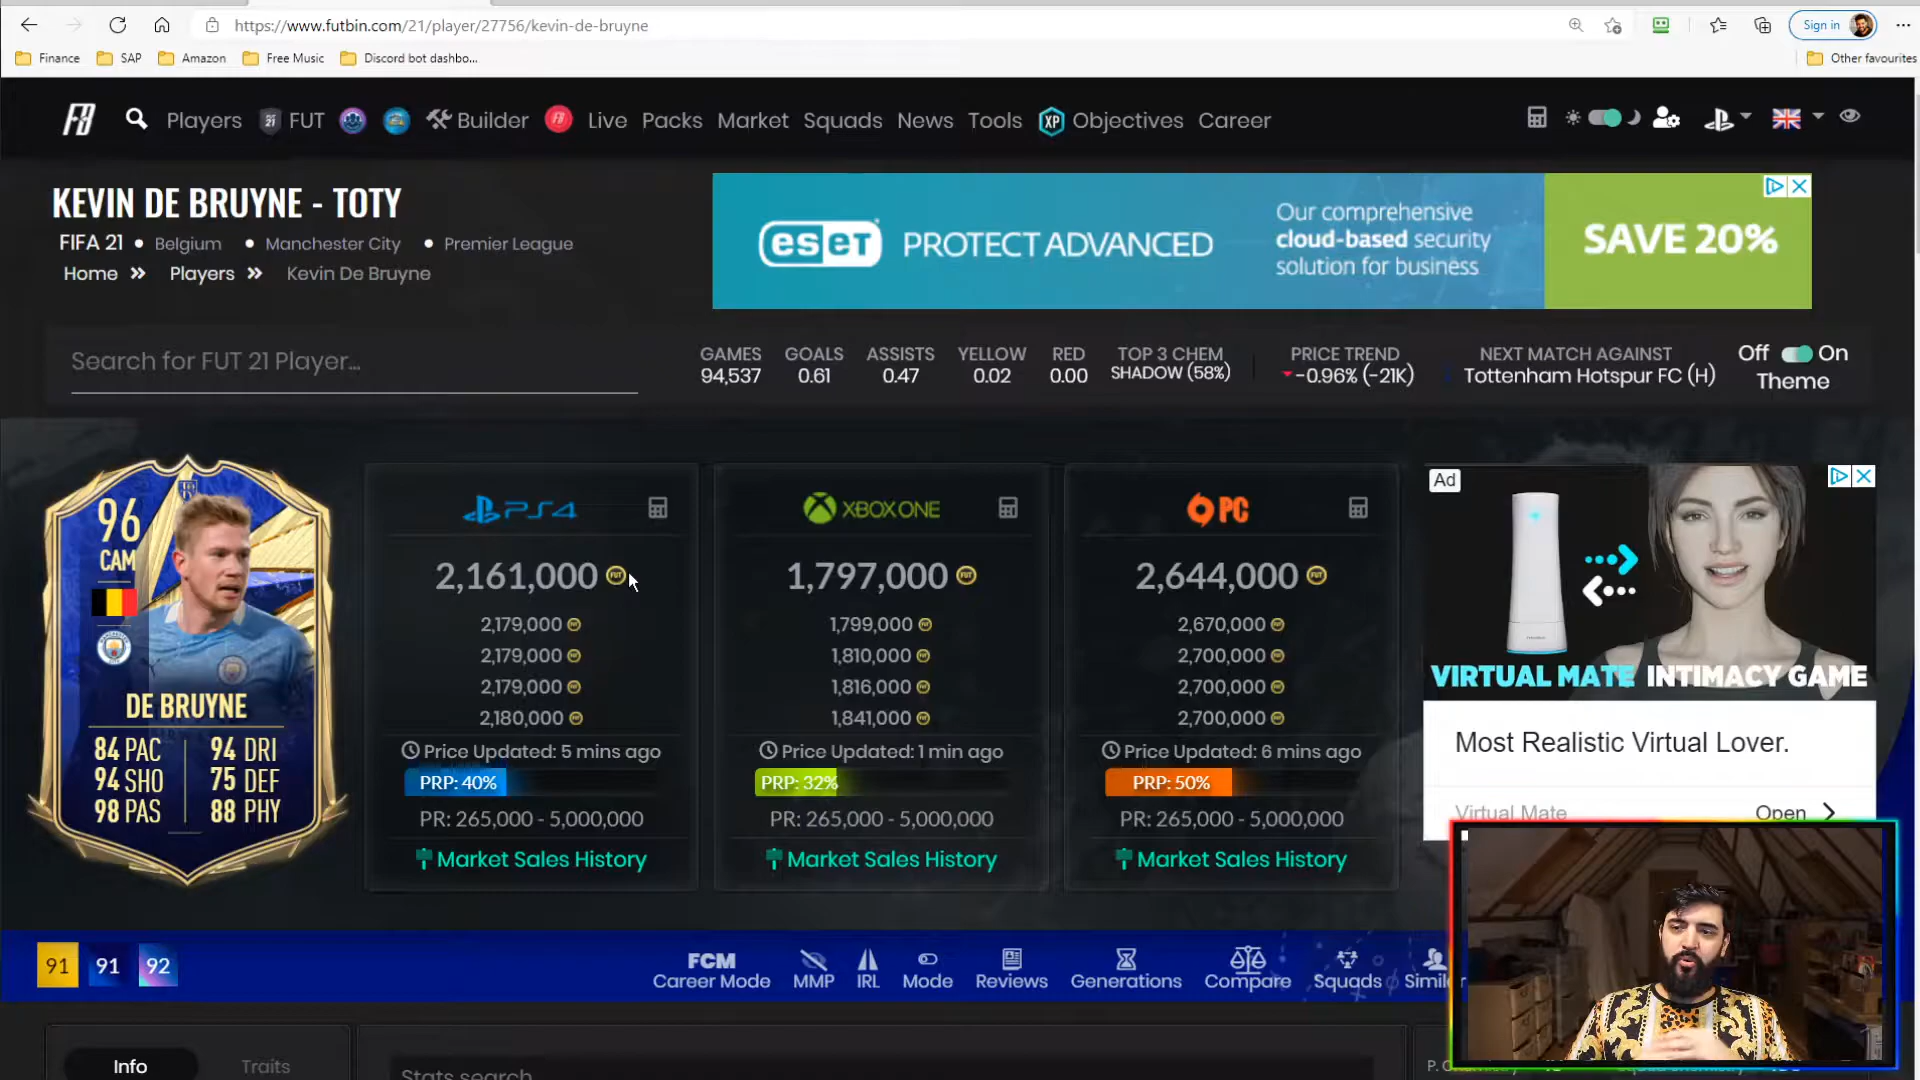 https://www.futbin.com/21/player/27756/kevin-de-bruyne
Sign in
Finance SAP Amazon Free Music Discord bot dashbo... Other favourites
Players 21 FUT Builder Live Packs Market Squads News Tools XP Objectives Career
KEVIN DE BRUYNE - TOTY
FIFA 21 • Belgium • Manchester City • Premier League
Home » Players » Kevin De Bruyne
eseT PROTECT ADVANCED
Our comprehensive
cloud-based security
solution for business
SAVE 20%
Search for FUT 21 Player...
GAMES GOALS ASSISTS YELLOW RED TOP 3 CHEM PRICE TREND NEXT MATCH AGAINST
94,537 0.61 0.47 0.02 0.00 SHADOW (58%) -0.96% (-21K) Tottenham Hotspur FC (H)
Off On
Theme
96
CAM
DE BRUYNE
84 PAC 94 DRI
94 SHO 75 DEF
98 PAS 88 PHY
PS4
2,161,000
2,179,000
2,179,000
2,179,000
2,180,000
Price Updated: 5 mins ago
PRP: 40%
PR: 265,000 - 5,000,000
Market Sales History
XBOX ONE
1,797,000
1,799,000
1,810,000
1,816,000
1,841,000
Price Updated: 1 min ago
PRP: 32%
PR: 265,000 - 5,000,000
Market Sales History
PC
2,644,000
2,670,000
2,700,000
2,700,000
2,700,000
Price Updated: 6 mins ago
PRP: 50%
PR: 265,000 - 5,000,000
Market Sales History
Ad
VIRTUAL MATE INTIMACY GAME
Most Realistic Virtual Lover.
Virtual Mate Open
91 91 92
FCM
Career Mode MMP IRL Mode Reviews Generations Compare Squads
Info Traits
Stats search